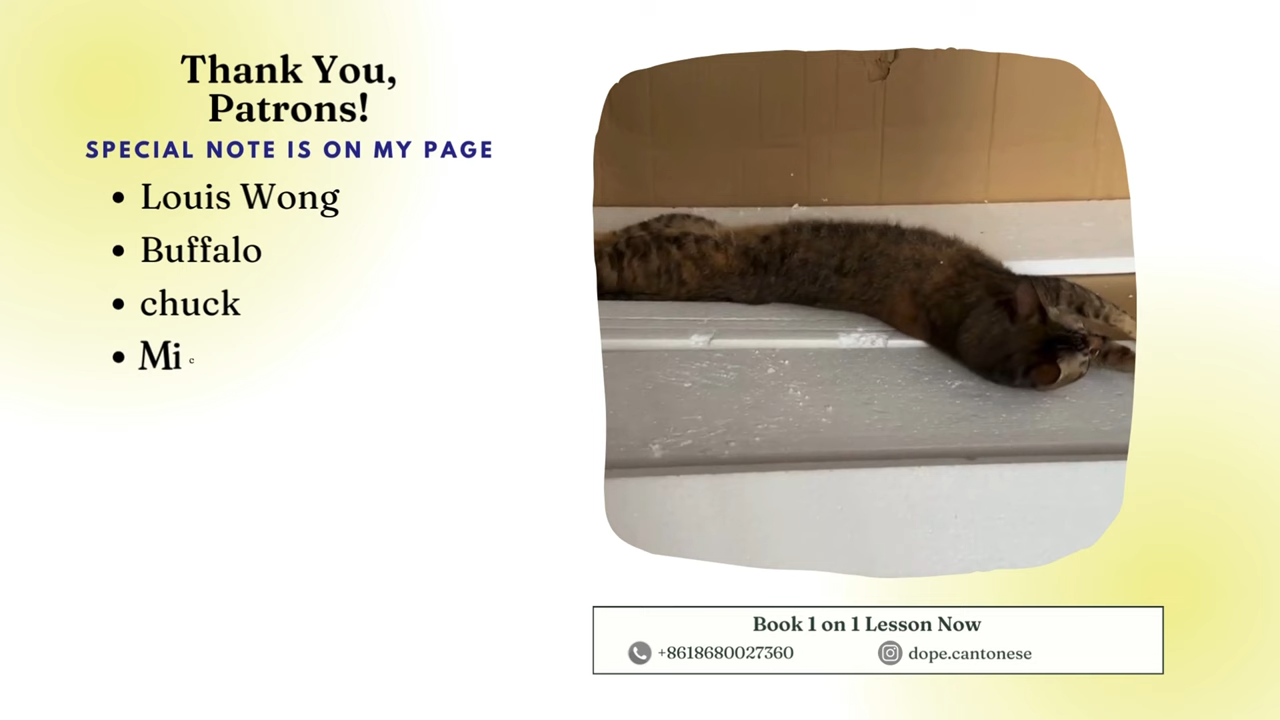 Thank You,
Patrons!
SPECIAL NOTE IS ON MY PAGE
• Louis Wong
• Buffalo
• chuck
• Mi c
Book 1 on 1 Lesson Now
+8618680027360
dope.cantonese